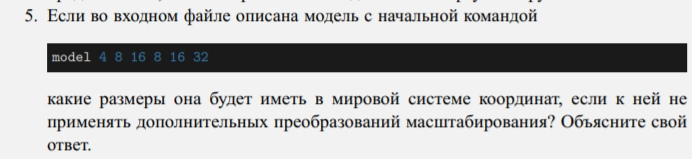 5. Если во входном файле описана модель с начальной командой
model 4 8 16 8 16 32
какие размеры она будет иметь в мировой системе координат, если к ней не
применять дополнительных преобразований масштабирования? Объясните свой
ответ.